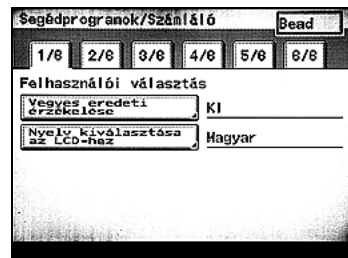 Segédprogramok/Számláló
Bead
1/6 2/6 3/6 4/6 5/6 6/6
Felhasználói választás
Vegyes eredeti érzékelése
KI
Nyelv kiválasztása az LCD-hez
Magyar